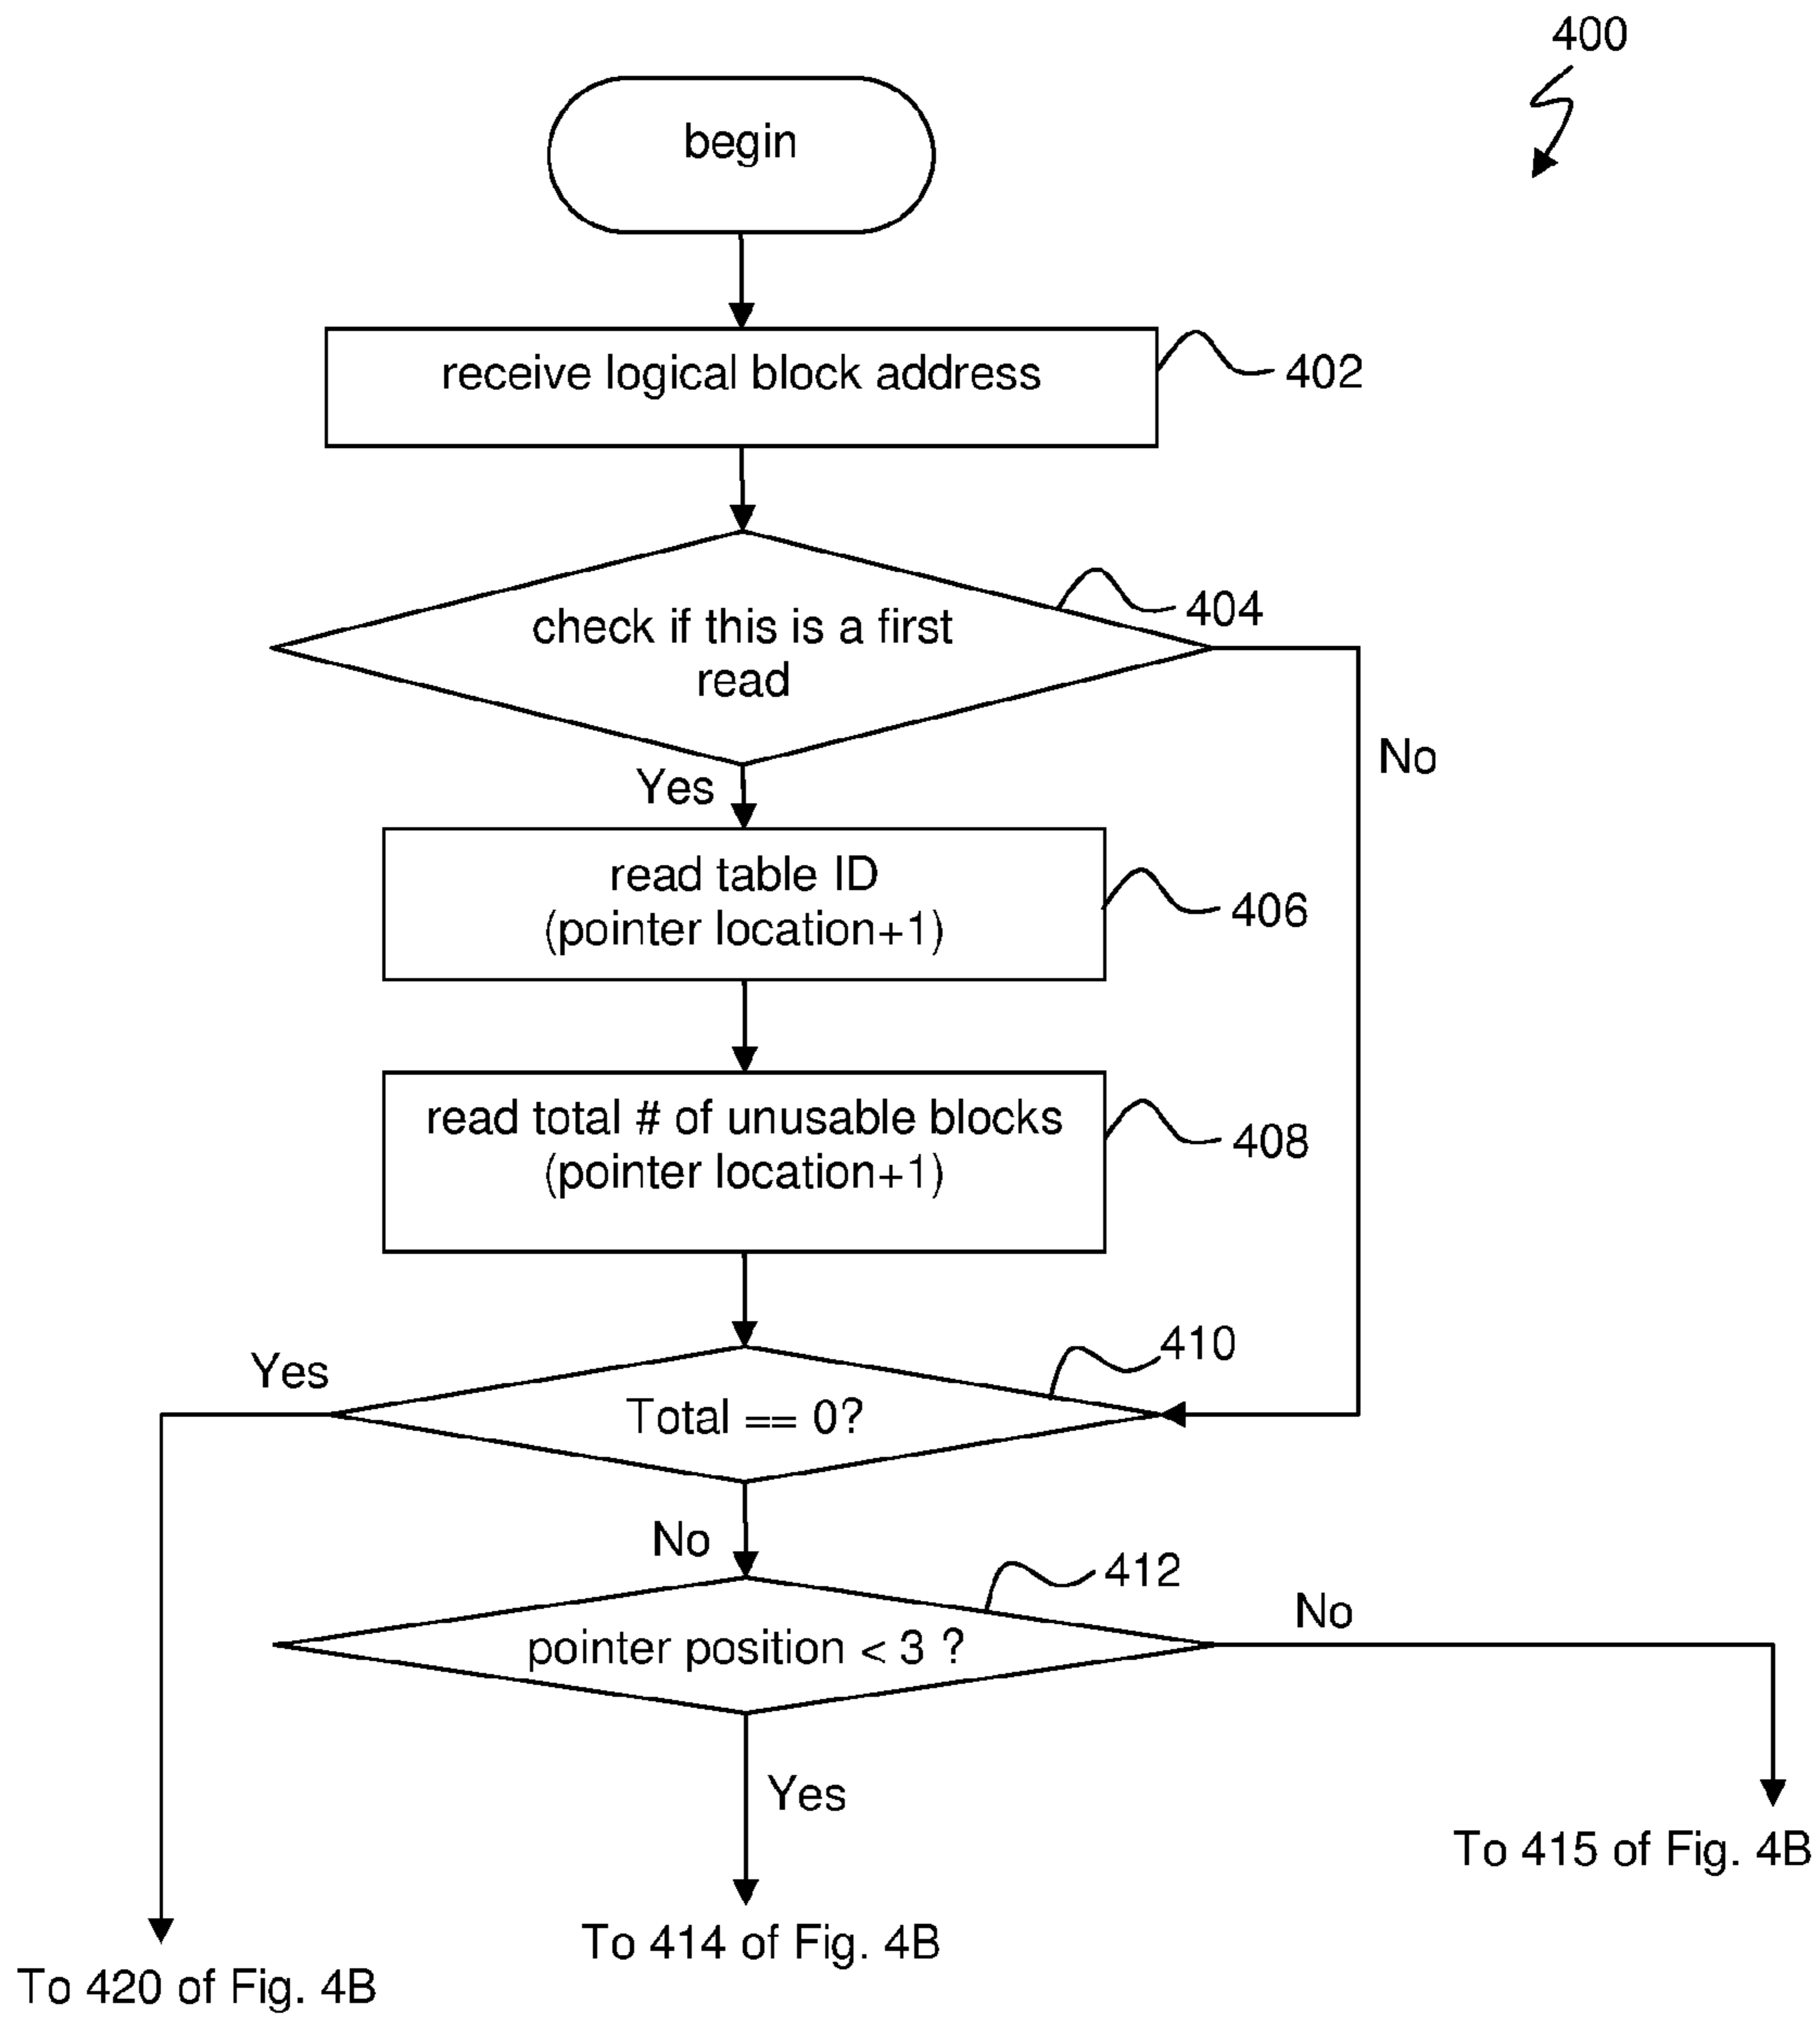 400
begin
receive logical block address
402
404
check if this is a first
read
No
Yes
read table ID
(pointer location+1)
406
read total # of unusable blocks
(pointer location+1)
408
410
Yes
Total == 0?
No
412
No
pointer position < 3 ?
Yes
To 415 of Fig. 4B
To 414 of Fig. 4B
To 420 of Fig. 4B